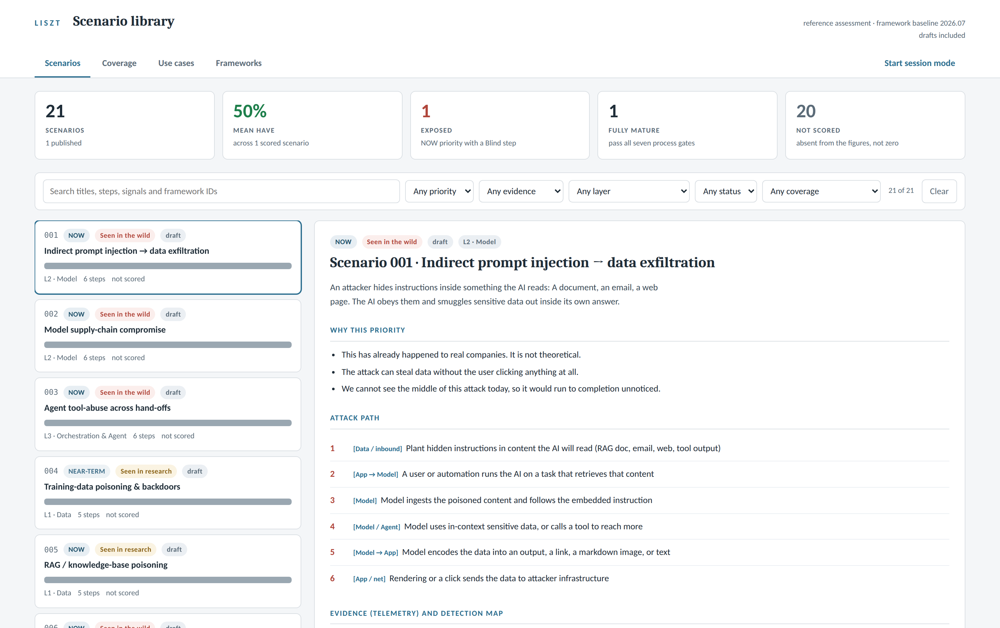 LISZT Scenario library
reference assessment · framework baseline 2026.07
drafts included
Scenarios Coverage Use cases Frameworks Start session mode
21
SCENARIOS
1 published
50%
MEAN HAVE
across 1 scored scenario
1
EXPOSED
NOW priority with a Blind step
1
FULLY MATURE
pass all seven process gates
20
NOT SCORED
absent from the figures, not zero
Search titles, steps, signals and framework IDs Any priority Any evidence Any layer Any status Any coverage 21 of 21 Clear
001 NOW Seen in the wild draft
Indirect prompt injection → data exfiltration
L2 · Model 6 steps not scored
002 NOW Seen in the wild draft
Model supply-chain compromise
L2 · Model 6 steps not scored
003 NOW Seen in the wild draft
Agent tool-abuse across hand-offs
L3 · Orchestration & Agent 6 steps not scored
004 NEAR-TERM Seen in research draft
Training-data poisoning & backdoors
L1 · Data 5 steps not scored
005 NOW Seen in research draft
RAG / knowledge-base poisoning
L1 · Data 5 steps not scored
006 NOW Seen in the wild draft
NOW Seen in the wild draft L2 · Model
Scenario 001 · Indirect prompt injection → data exfiltration
An attacker hides instructions inside something the AI reads: A document, an email, a web
page. The AI obeys them and smuggles sensitive data out inside its own answer.
WHY THIS PRIORITY
• This has already happened to real companies. It is not theoretical.
• The attack can steal data without the user clicking anything at all.
• We cannot see the middle of this attack today, so it would run to completion unnoticed.
ATTACK PATH
1 [Data / inbound] Plant hidden instructions in content the AI will read (RAG doc, email, web, tool output)
2 [App → Model] A user or automation runs the AI on a task that retrieves that content
3 [Model] Model ingests the poisoned content and follows the embedded instruction
4 [Model / Agent] Model uses in-context sensitive data, or calls a tool to reach more
5 [Model → App] Model encodes the data into an output, a link, a markdown image, or text
6 [App / net] Rendering or a click sends the data to attacker infrastructure
EVIDENCE (TELEMETRY) AND DETECTION MAP